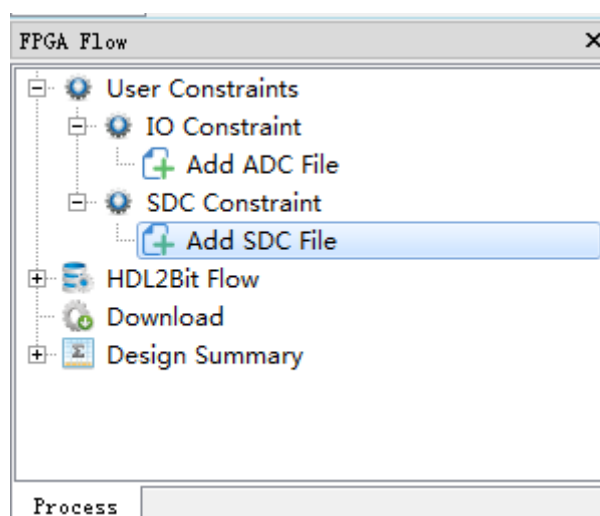 FPGA Flow
User Constraints
IO Constraint
Add ADC File
SDC Constraint
Add SDC File
HDL2Bit Flow
Download
Design Summary
Process